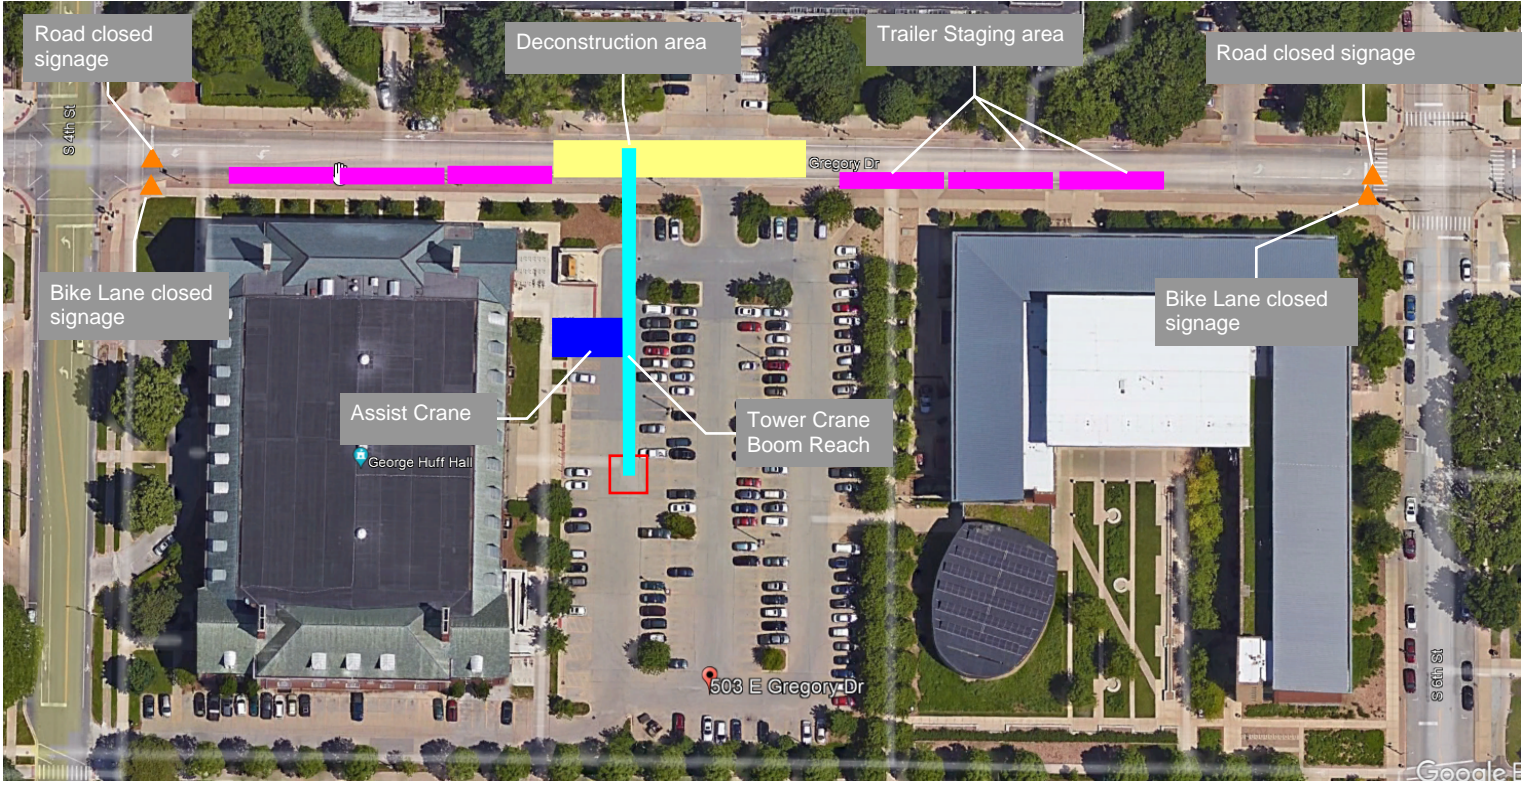 Road closed
signage
Deconstruction area
Trailer Staging area
Road closed signage
S 4th St
Gregory Dr
Bike Lane closed
signage
Bike Lane closed
signage
Assist Crane
Tower Crane
Boom Reach
George Huff Hall
503 E Gregory Dr
S 6th St
Google E